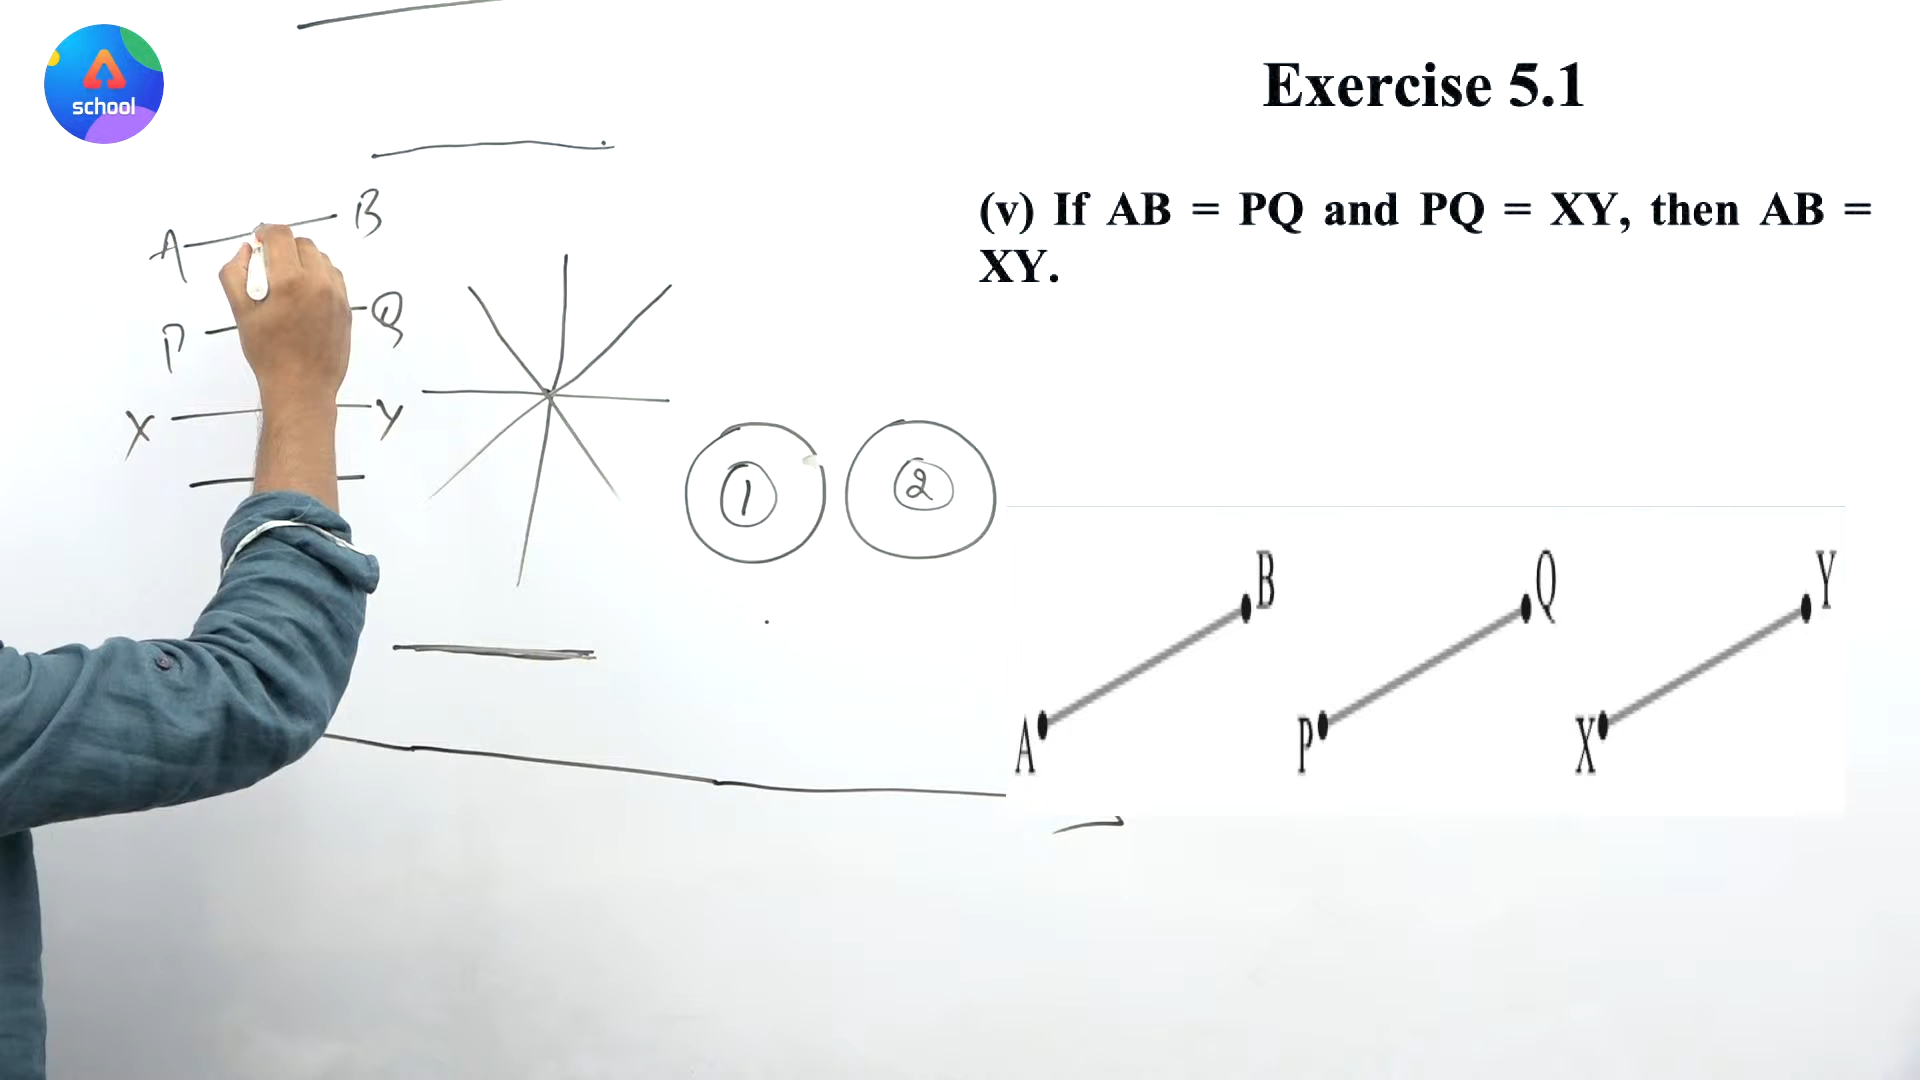 school
Exercise 5.1
(v) If AB = PQ and PQ = XY, then AB =
XY.
A B
P Q
X Y
1 2
B Q Y
A P X